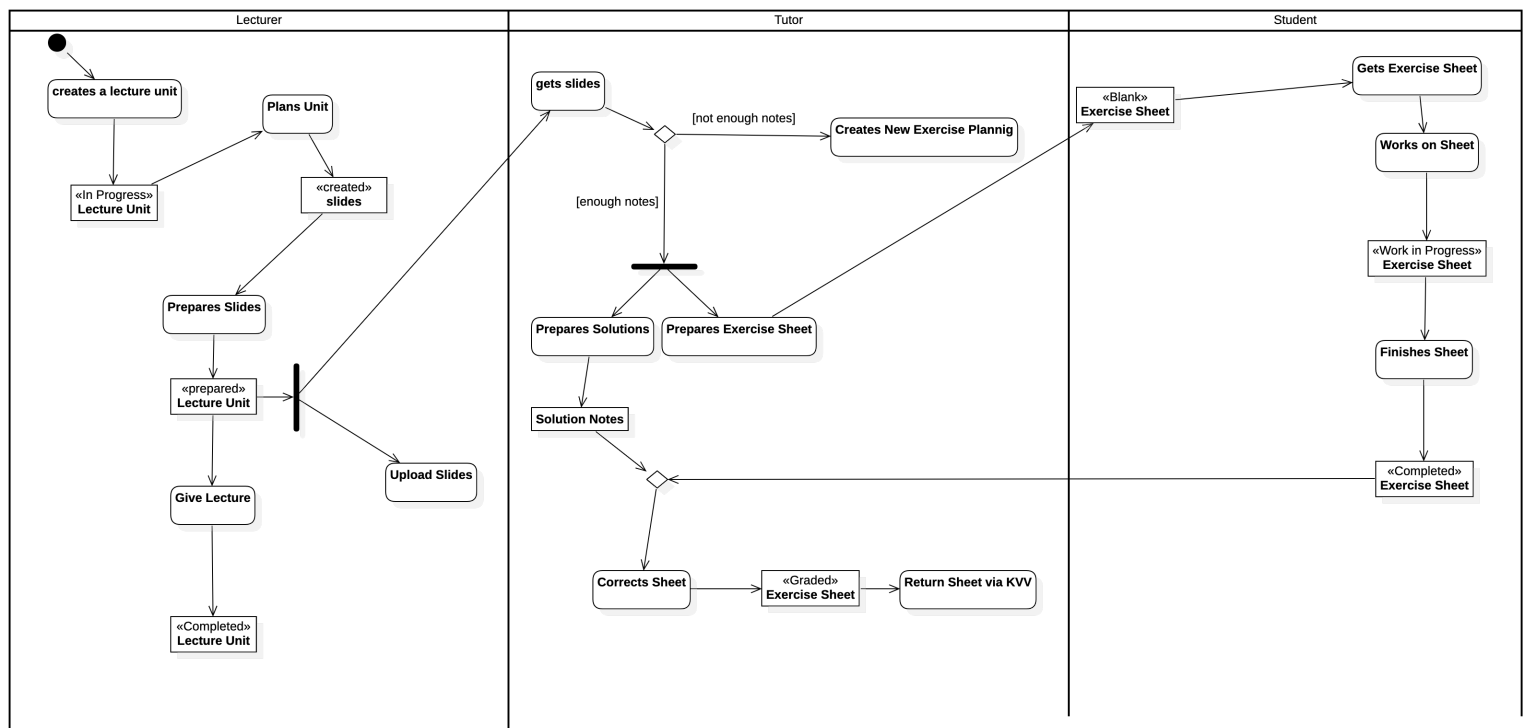 Lecturer
Tutor
Student
creates a lecture unit
Plans Unit
«In Progress»
Lecture Unit
«created»
slides
Prepares Slides
«prepared»
Lecture Unit
Upload Slides
Give Lecture
«Completed»
Lecture Unit
gets slides
[not enough notes]
Creates New Exercise Plannig
[enough notes]
Prepares Solutions
Prepares Exercise Sheet
Solution Notes
Corrects Sheet
«Graded»
Exercise Sheet
Return Sheet via KVV
«Blank»
Exercise Sheet
Gets Exercise Sheet
Works on Sheet
«Work in Progress»
Exercise Sheet
Finishes Sheet
«Completed»
Exercise Sheet